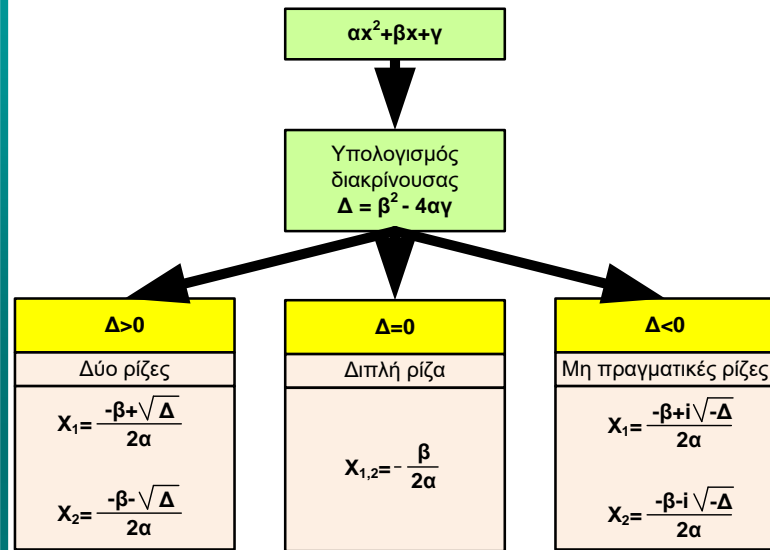 αx²+βx+γ
Υπολογισμός
διακρίνουσας
Δ = β² - 4αγ
Δ>0
Δύο ρίζες
X₁= -β+√Δ / 2α
X₂= -β-√Δ / 2α
Δ=0
Διπλή ρίζα
X₁,₂=- β / 2α
Δ<0
Μη πραγματικές ρίζες
X₁= -β+i√-Δ / 2α
X₂= -β-i√-Δ / 2α